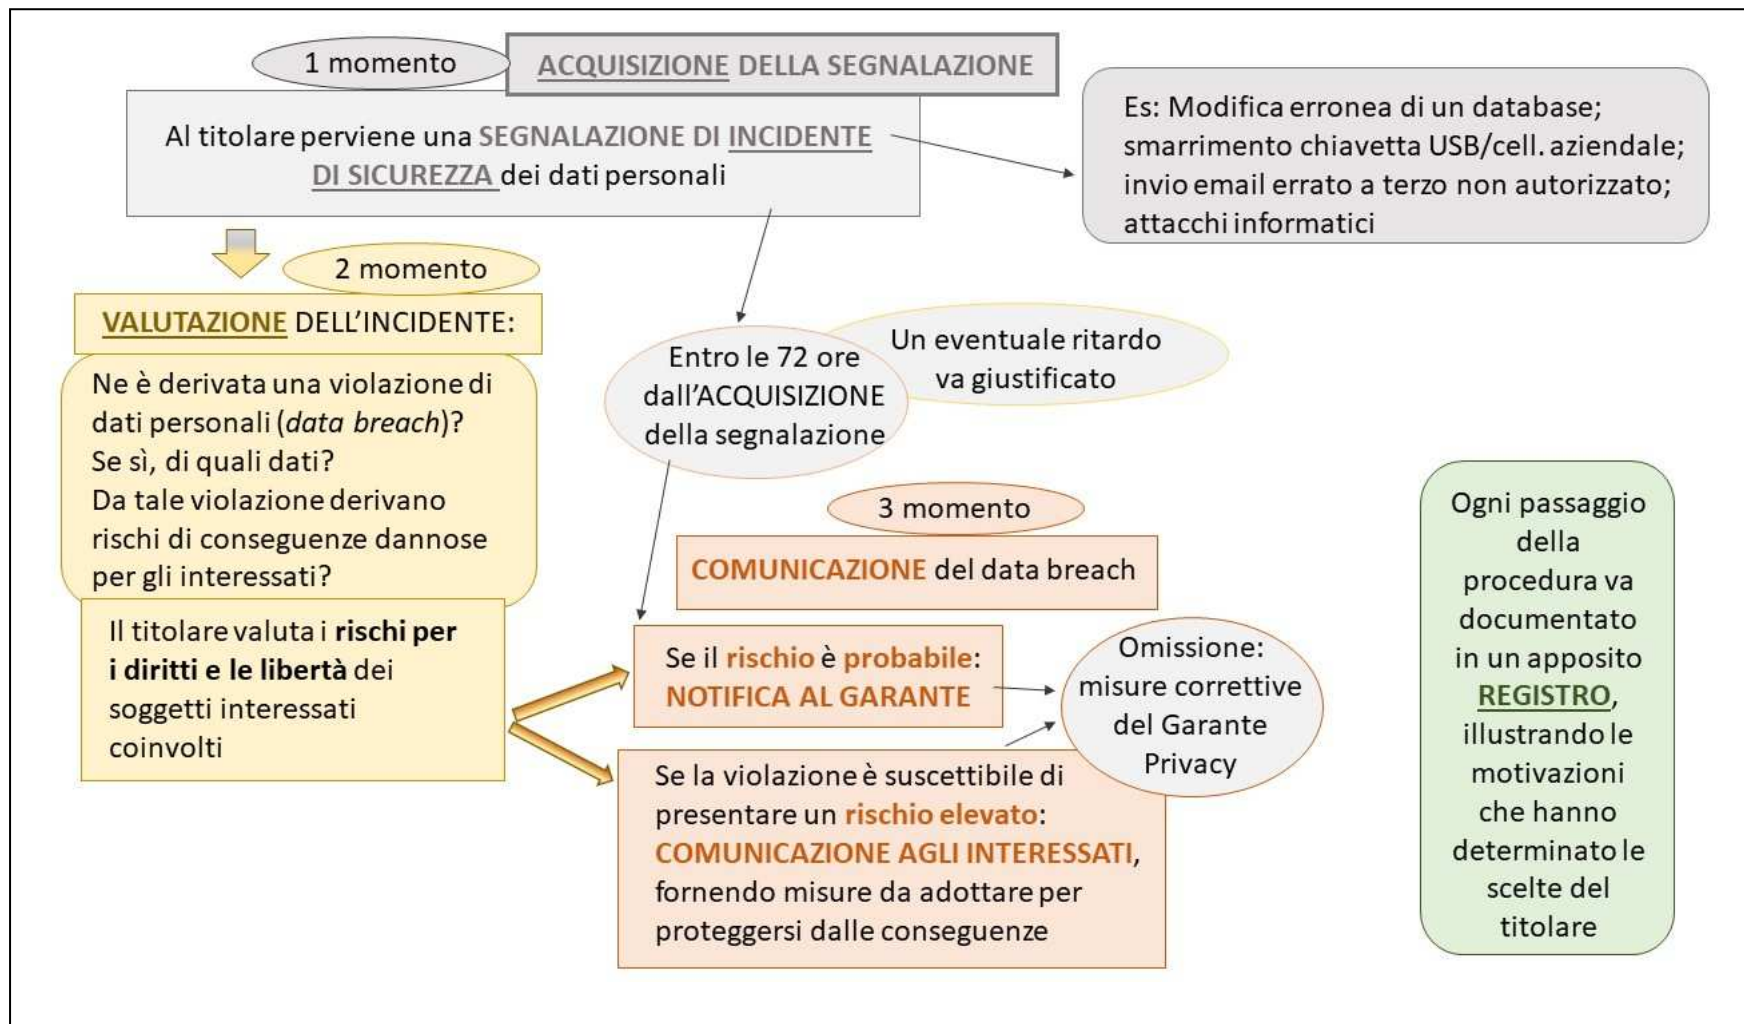 1 momento
ACQUISIZIONE DELLA SEGNALAZIONE
Al titolare perviene una SEGNALAZIONE DI INCIDENTE
DI SICUREZZA dei dati personali
Es: Modifica erronea di un database;
smarrimento chiavetta USB/cell. aziendale;
invio email errato a terzo non autorizzato;
attacchi informatici
2 momento
VALUTAZIONE DELL’INCIDENTE:
Ne è derivata una violazione di
dati personali (data breach)?
Se sì, di quali dati?
Da tale violazione derivano
rischi di conseguenze dannose
per gli interessati?
Il titolare valuta i rischi per
i diritti e le libertà dei
soggetti interessati
coinvolti
Entro le 72 ore
dall’ACQUISIZIONE
della segnalazione
Un eventuale ritardo
va giustificato
3 momento
COMUNICAZIONE del data breach
Se il rischio è probabile:
NOTIFICA AL GARANTE
Se la violazione è suscettibile di
presentare un rischio elevato:
COMUNICAZIONE AGLI INTERESSATI,
fornendo misure da adottare per
proteggersi dalle conseguenze
Omissione:
misure correttive
del Garante
Privacy
Ogni passaggio
della
procedura va
documentato
in un apposito
REGISTRO,
illustrando le
motivazioni
che hanno
determinato le
scelte del
titolare